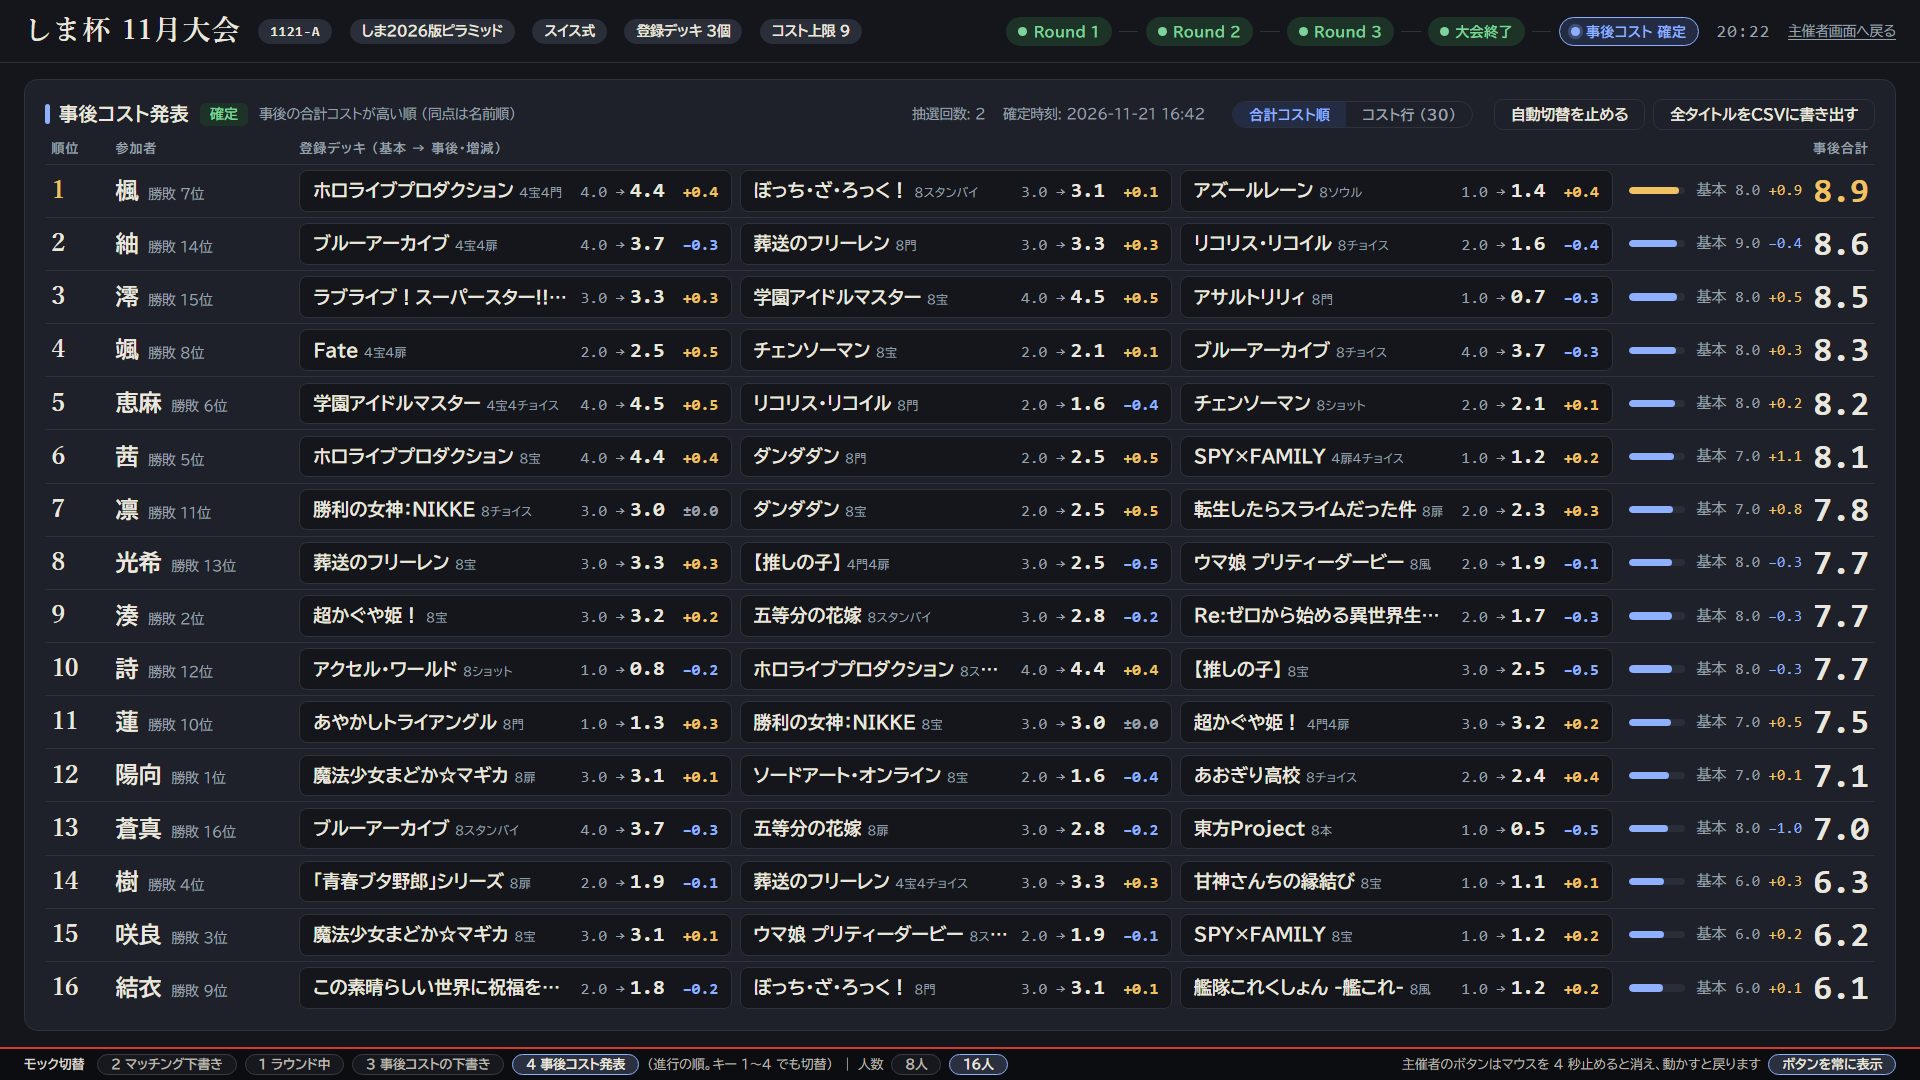 しま杯 11月大会 1121-A しま2026版ピラミッド スイス式 登録デッキ 3個 コスト上限 9 Round 1 Round 2 Round 3 大会終了 事後コスト 確定 20:22 主催者画面へ戻る
事後コスト発表 確定 事後の合計コストが高い順（同点は名前順） 抽選回数: 2 確定時刻: 2026-11-21 16:42 合計コスト順 コスト行（30） 自動切替を止める 全タイトルをCSVに書き出す
順位 参加者 登録デッキ（基本 → 事後・増減） 事後合計
1 楓 勝敗 7位 ホロライブプロダクション 4宝4門 4.0 → 4.4 +0.4 ぼっち・ざ・ろっく！ 8スタンバイ 3.0 → 3.1 +0.1 アズールレーン 8ソウル 1.0 → 1.4 +0.4 基本 8.0 +0.9 8.9
2 紬 勝敗 14位 ブルーアーカイブ 4宝4扉 4.0 → 3.7 −0.3 葬送のフリーレン 8門 3.0 → 3.3 +0.3 リコリス・リコイル 8チョイス 2.0 → 1.6 −0.4 基本 9.0 −0.4 8.6
3 澪 勝敗 15位 ラブライブ！スーパースター!!… 3.0 → 3.3 +0.3 学園アイドルマスター 8宝 4.0 → 4.5 +0.5 アサルトリリィ 8門 1.0 → 0.7 −0.3 基本 8.0 +0.5 8.5
4 颯 勝敗 8位 Fate 4宝4扉 2.0 → 2.5 +0.5 チェンソーマン 8宝 2.0 → 2.1 +0.1 ブルーアーカイブ 8チョイス 4.0 → 3.7 −0.3 基本 8.0 +0.3 8.3
5 恵麻 勝敗 6位 学園アイドルマスター 4宝4チョイス 4.0 → 4.5 +0.5 リコリス・リコイル 8門 2.0 → 1.6 −0.4 チェンソーマン 8ショット 2.0 → 2.1 +0.1 基本 8.0 +0.2 8.2
6 茜 勝敗 5位 ホロライブプロダクション 8宝 4.0 → 4.4 +0.4 ダンダダン 8門 2.0 → 2.5 +0.5 SPY×FAMILY 4扉4チョイス 1.0 → 1.2 +0.2 基本 7.0 +1.1 8.1
7 凛 勝敗 11位 勝利の女神：NIKKE 8チョイス 3.0 → 3.0 ±0.0 ダンダダン 8宝 2.0 → 2.5 +0.5 転生したらスライムだった件 8扉 2.0 → 2.3 +0.3 基本 7.0 +0.8 7.8
8 光希 勝敗 13位 葬送のフリーレン 8宝 3.0 → 3.3 +0.3 【推しの子】 4門4扉 3.0 → 2.5 −0.5 ウマ娘 プリティーダービー 8風 2.0 → 1.9 −0.1 基本 8.0 −0.3 7.7
9 湊 勝敗 2位 超かぐや姫！ 8宝 3.0 → 3.2 +0.2 五等分の花嫁 8スタンバイ 3.0 → 2.8 −0.2 Re:ゼロから始める異世界生… 2.0 → 1.7 −0.3 基本 8.0 −0.3 7.7
10 詩 勝敗 12位 アクセル・ワールド 8ショット 1.0 → 0.8 −0.2 ホロライブプロダクション 8ス… 4.0 → 4.4 +0.4 【推しの子】 8宝 3.0 → 2.5 −0.5 基本 8.0 −0.3 7.7
11 蓮 勝敗 10位 あやかしトライアングル 8門 1.0 → 1.3 +0.3 勝利の女神：NIKKE 8宝 3.0 → 3.0 ±0.0 超かぐや姫！ 4門4扉 3.0 → 3.2 +0.2 基本 7.0 +0.5 7.5
12 陽向 勝敗 1位 魔法少女まどか☆マギカ 8扉 3.0 → 3.1 +0.1 ソードアート・オンライン 8宝 2.0 → 1.6 −0.4 あおぎり高校 8チョイス 2.0 → 2.4 +0.4 基本 7.0 +0.1 7.1
13 蒼真 勝敗 16位 ブルーアーカイブ 8スタンバイ 4.0 → 3.7 −0.3 五等分の花嫁 8扉 3.0 → 2.8 −0.2 東方Project 8本 1.0 → 0.5 −0.5 基本 8.0 −1.0 7.0
14 樹 勝敗 4位 「青春ブタ野郎」シリーズ 8扉 2.0 → 1.9 −0.1 葬送のフリーレン 4宝4チョイス 3.0 → 3.3 +0.3 甘神さんちの縁結び 8宝 1.0 → 1.1 +0.1 基本 6.0 +0.3 6.3
15 咲良 勝敗 3位 魔法少女まどか☆マギカ 8宝 3.0 → 3.1 +0.1 ウマ娘 プリティーダービー 8ス… 2.0 → 1.9 −0.1 SPY×FAMILY 8宝 1.0 → 1.2 +0.2 基本 6.0 +0.2 6.2
16 結衣 勝敗 9位 この素晴らしい世界に祝福を… 2.0 → 1.8 −0.2 ぼっち・ざ・ろっく！ 8門 3.0 → 3.1 +0.1 艦隊これくしょん -艦これ- 8風 1.0 → 1.2 +0.2 基本 6.0 +0.1 6.1
モック切替 2 マッチング下書き 1 ラウンド中 3 事後コストの下書き 4 事後コスト発表 （進行の順。キー 1～4 でも切替） | 人数 8人 16人 主催者のボタンはマウスを 4 秒止めると消え、動かすと戻ります ボタンを常に表示